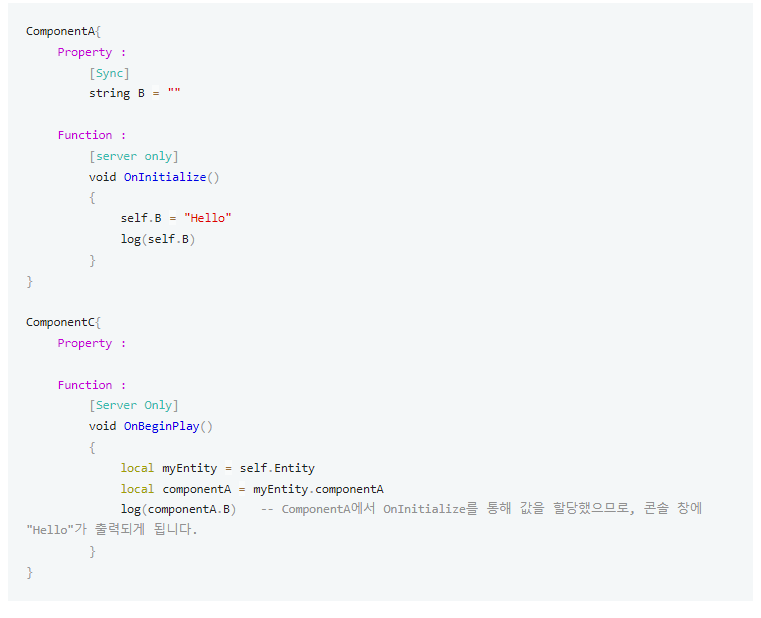 ComponentA{
Property :
[Sync]
string B = ""
Function :
[server only]
void OnInitialize()
{
self.B = "Hello"
log(self.B)
}
}
ComponentC{
Property :
Function :
[Server Only]
void OnBeginPlay()
{
local myEntity = self.Entity
local componentA = myEntity.componentA
log(componentA.B) -- ComponentA에서 OnInitialize를 통해 값을 할당했으므로, 콘솔 창에
"Hello"가 출력되게 됩니다.
}
}